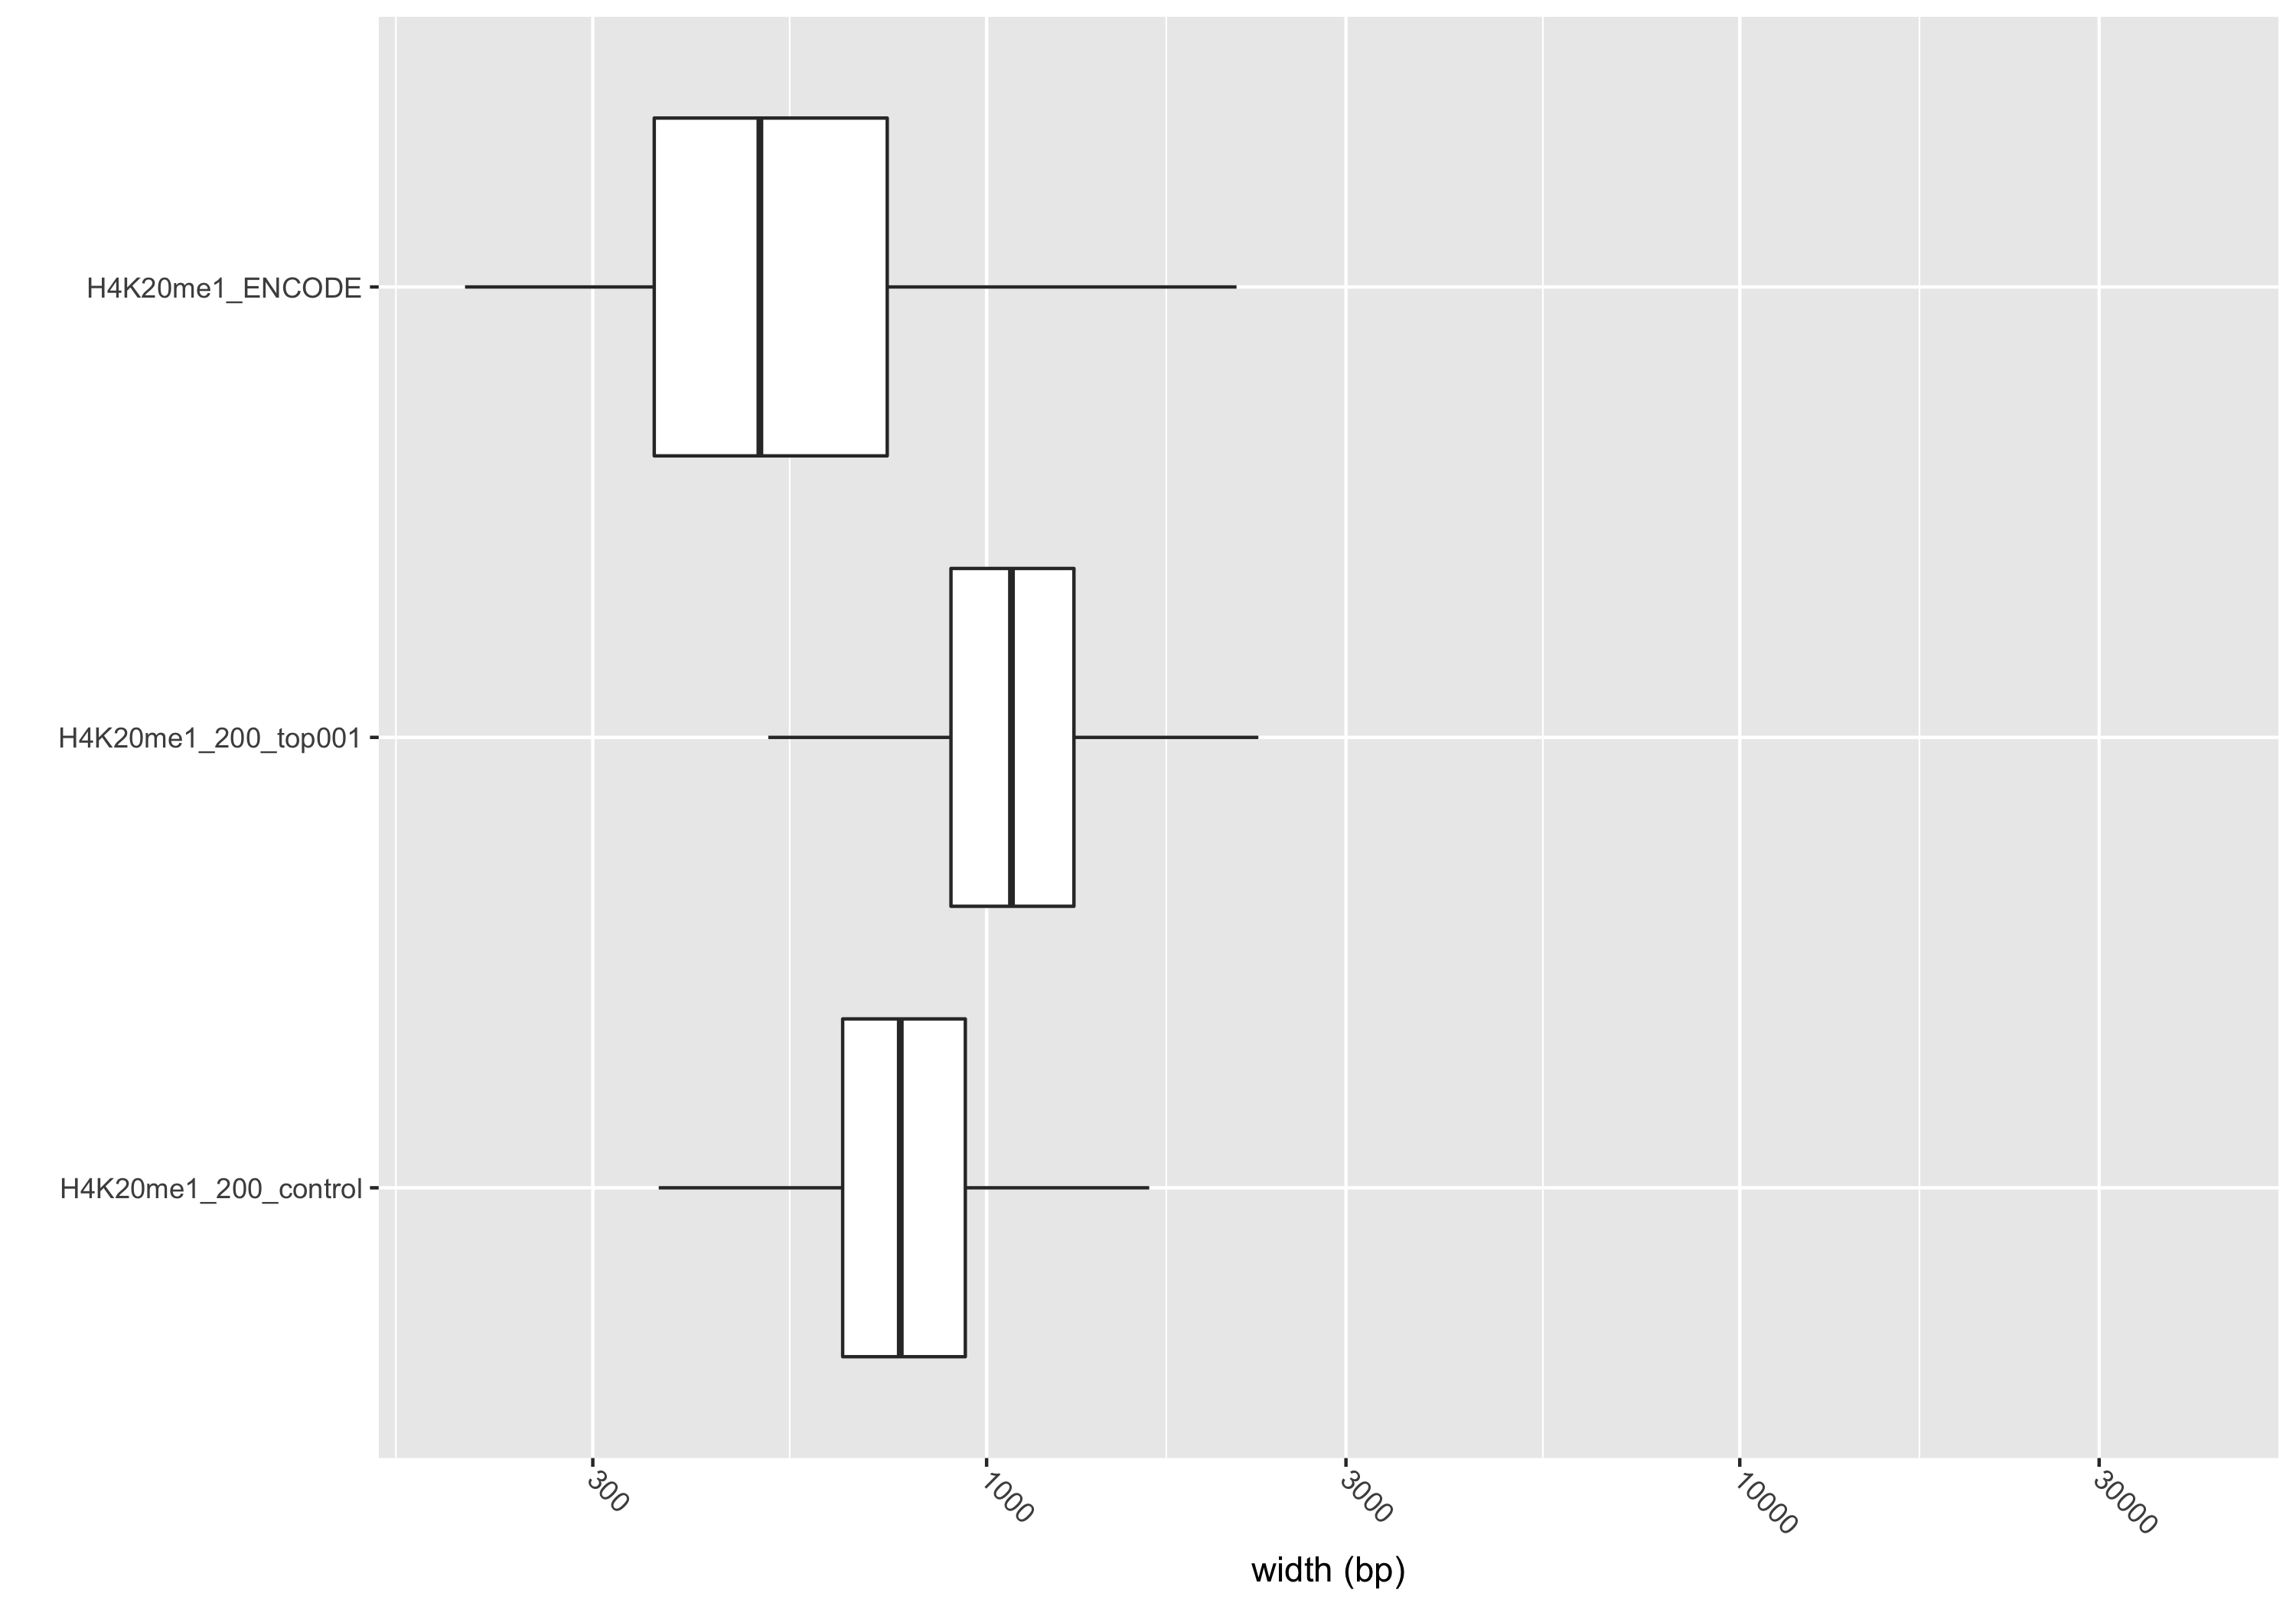 H4K20me1_ENCODE
H4K20me1_200_top001
H4K20me1_200_control
300
1000
3000
10000
30000
width (bp)